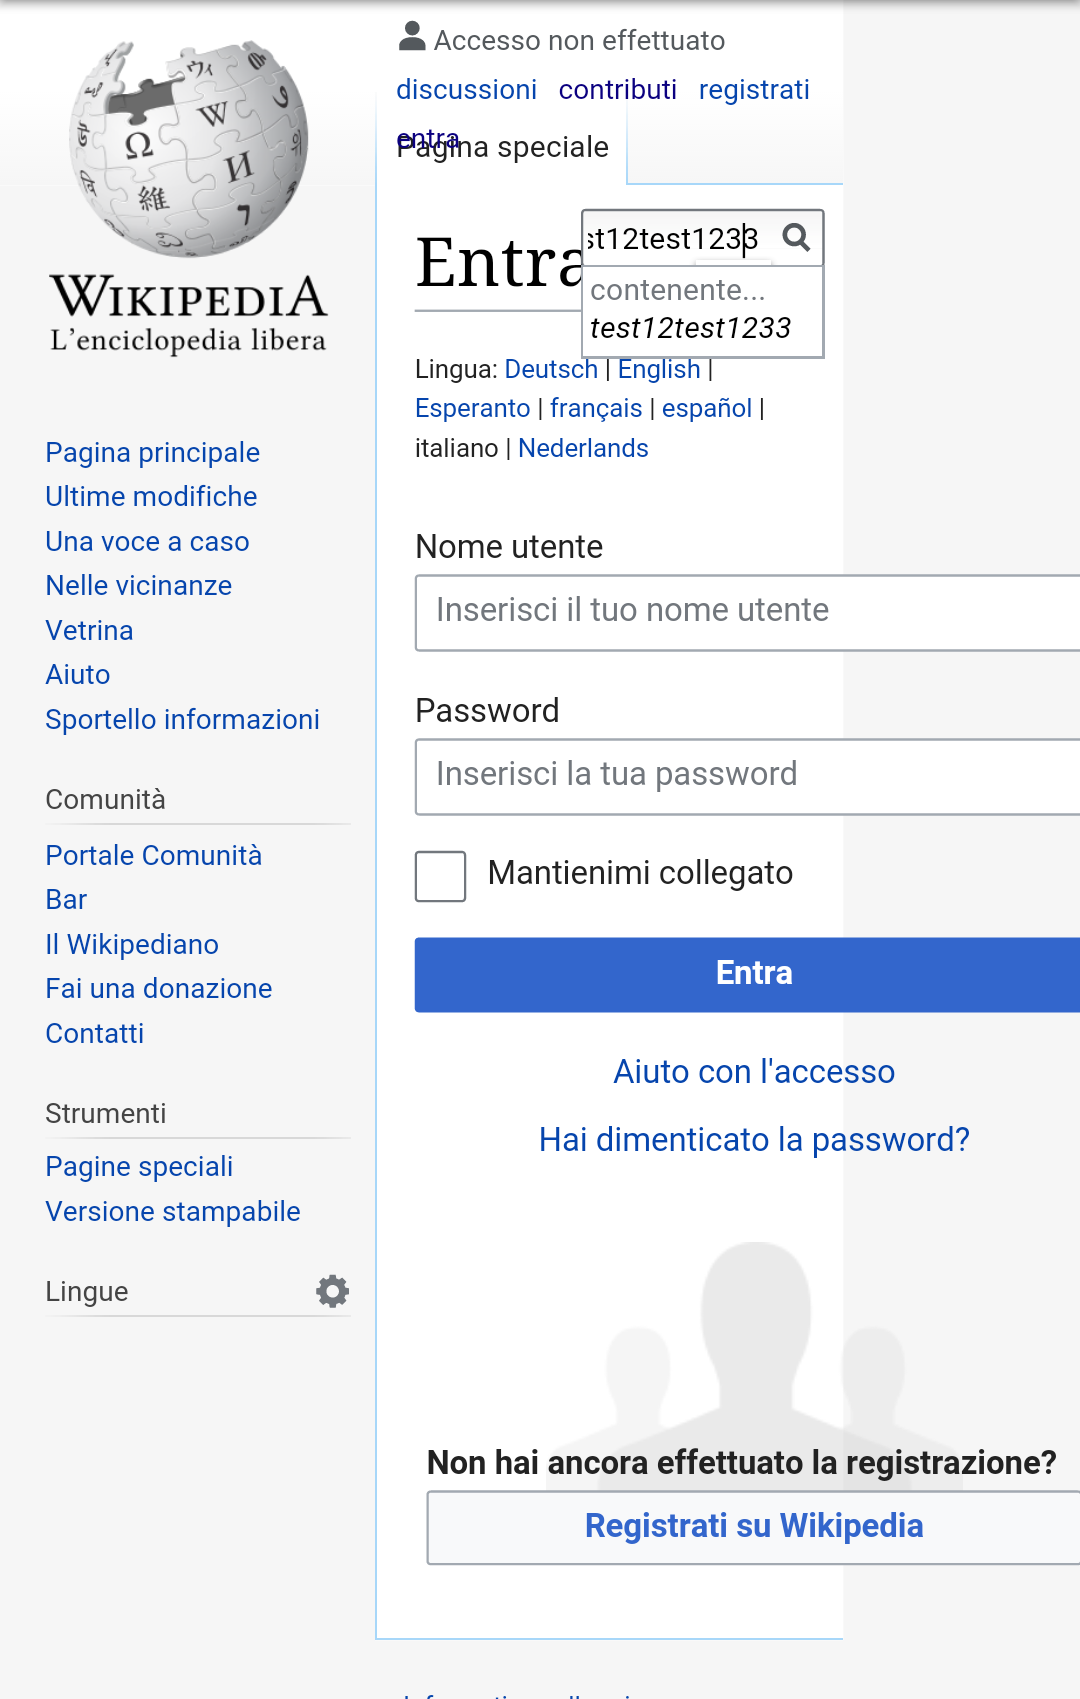 Accesso non effettuato
discussioni contributi registrati
entra
Pagina speciale
WIKIPEDIA
L'enciclopedia libera
Entra
st12test1233
contenente...
test12test1233
Lingua: Deutsch | English |
Esperanto | français | español |
italiano | Nederlands
Pagina principale
Ultime modifiche
Una voce a caso
Nelle vicinanze
Vetrina
Aiuto
Sportello informazioni
Comunità
Portale Comunità
Bar
Il Wikipediano
Fai una donazione
Contatti
Strumenti
Pagine speciali
Versione stampabile
Lingue
Nome utente
Inserisci il tuo nome utente
Password
Inserisci la tua password
Mantienimi collegato
Entra
Aiuto con l'accesso
Hai dimenticato la password?
Non hai ancora effettuato la registrazione?
Registrati su Wikipedia